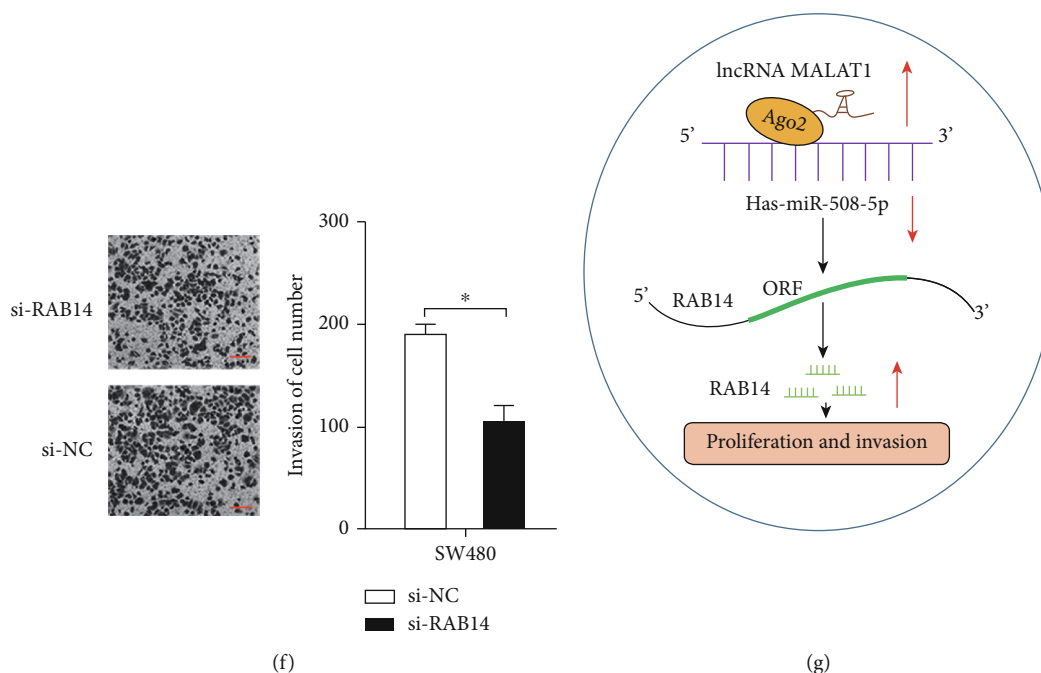 si-RAB14
si-NC
Invasion of cell number
300
200
100
0
*
SW480
si-NC
si-RAB14
(f)
lncRNA MALAT1
Ago2
5’
3’
Has-miR-508-5p
5’
RAB14
ORF
3’
RAB14
Proliferation and invasion
(g)